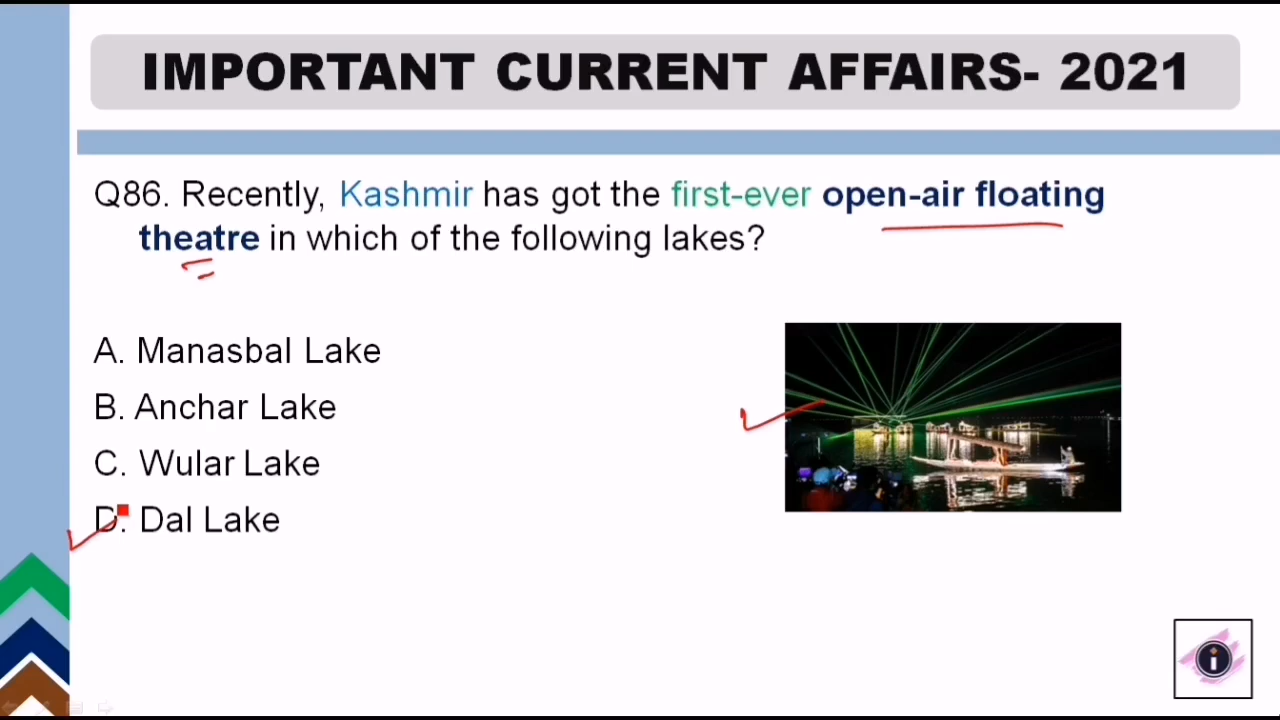 IMPORTANT CURRENT AFFAIRS- 2021
Q86. Recently, Kashmir has got the first-ever open-air floating
theatre in which of the following lakes?
A. Manasbal Lake
B. Anchar Lake
C. Wular Lake
D. Dal Lake
i